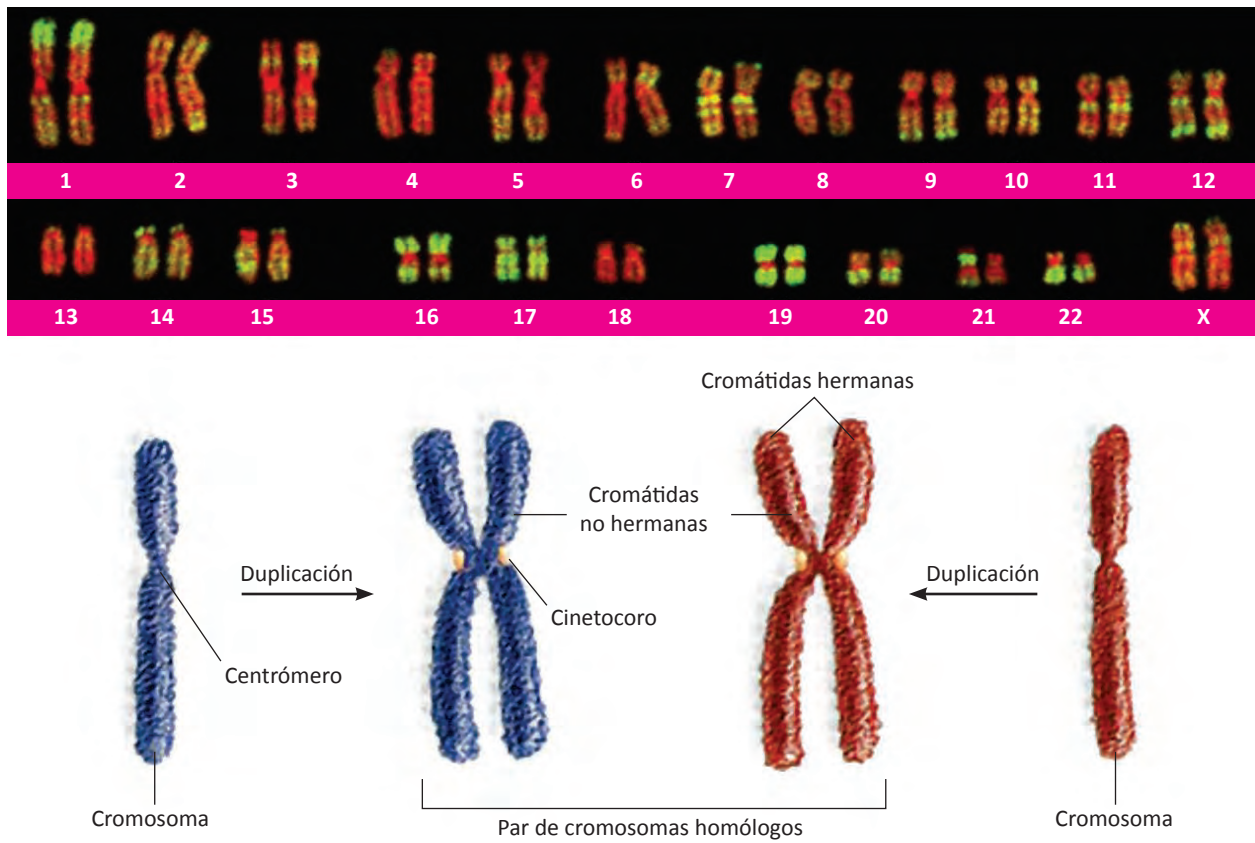 1 2 3 4 5 6 7 8 9 10 11 12
13 14 15 16 17 18 19 20 21 22 X
Cromátidas hermanas
Cromátidas
no hermanas
Duplicación
Duplicación
Cinetocoro
Centrómero
Cromosoma
Par de cromosomas homólogos
Cromosoma